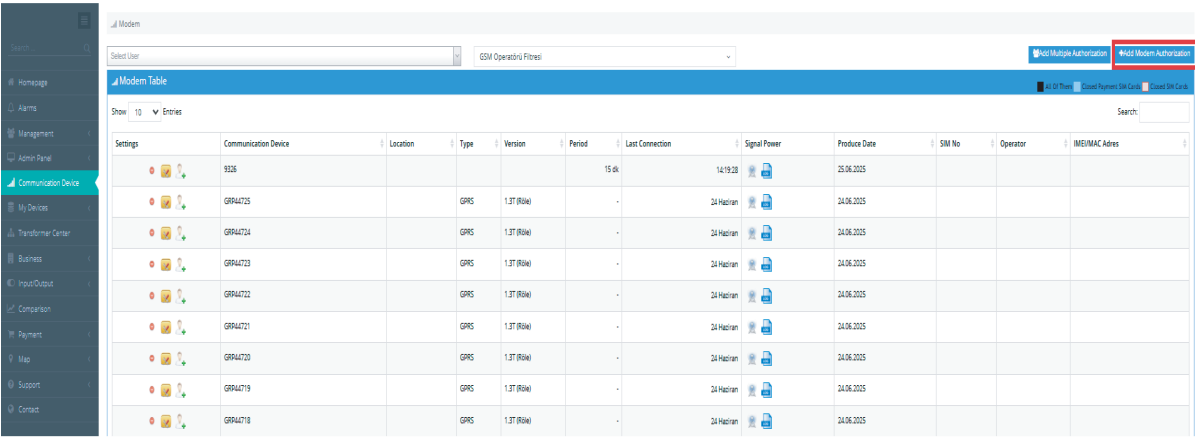 Modem
Search...
Select User
GSM Operatörü Filtresi
Add Multiple Authorization
+Add Modem Authorization
Homepage
Alarms
Management
Admin Panel
Communication Device
My Devices
Transformer Center
Business
Input/Output
Comparison
Payment
Map
Support
Contact
Modem Table
All Of Them Closed Payment SIM Cards Closed SIM Cards
Show 10 Entries
Search:
Settings Communication Device Location Type Version Period Last Connection Signal Power Produce Date SIM No Operator IMEI/MAC Adres
9326 15 dk 14:19:28 25.06.2025
GRP44725 GPRS 1.3T (Röle) - 24 Haziran 24.06.2025
GRP44724 GPRS 1.3T (Röle) - 24 Haziran 24.06.2025
GRP44723 GPRS 1.3T (Röle) - 24 Haziran 24.06.2025
GRP44722 GPRS 1.3T (Röle) - 24 Haziran 24.06.2025
GRP44721 GPRS 1.3T (Röle) - 24 Haziran 24.06.2025
GRP44720 GPRS 1.3T (Röle) - 24 Haziran 24.06.2025
GRP44719 GPRS 1.3T (Röle) - 24 Haziran 24.06.2025
GRP44718 GPRS 1.3T (Röle) - 24 Haziran 24.06.2025